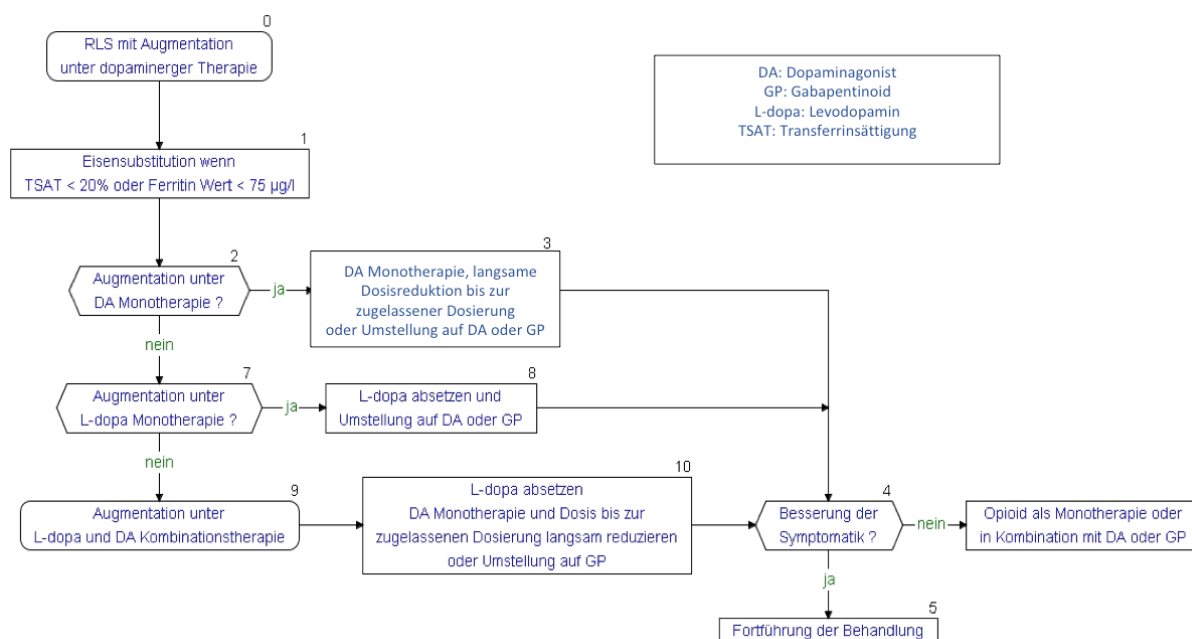 0
RLS mit Augmentation
unter dopaminerger Therapie
DA: Dopaminagonist
GP: Gabapentinoid
L-dopa: Levodopamin
TSAT: Transferrinsättigung
1
Eisensubstitution wenn
TSAT < 20% oder Ferritin Wert < 75 µg/l
2
Augmentation unter
DA Monotherapie ?
ja
3
DA Monotherapie, langsame
Dosisreduktion bis zur
zugelassener Dosierung
oder Umstellung auf DA oder GP
nein
7
Augmentation unter
L-dopa Monotherapie ?
ja
8
L-dopa absetzen und
Umstellung auf DA oder GP
nein
9
Augmentation unter
L-dopa und DA Kombinationstherapie
10
L-dopa absetzen
DA Monotherapie und Dosis bis zur
zugelassenen Dosierung langsam reduzieren
oder Umstellung auf GP
4
Besserung der
Symptomatik ?
nein
Opioid als Monotherapie oder
in Kombination mit DA oder GP
ja
5
Fortführung der Behandlung